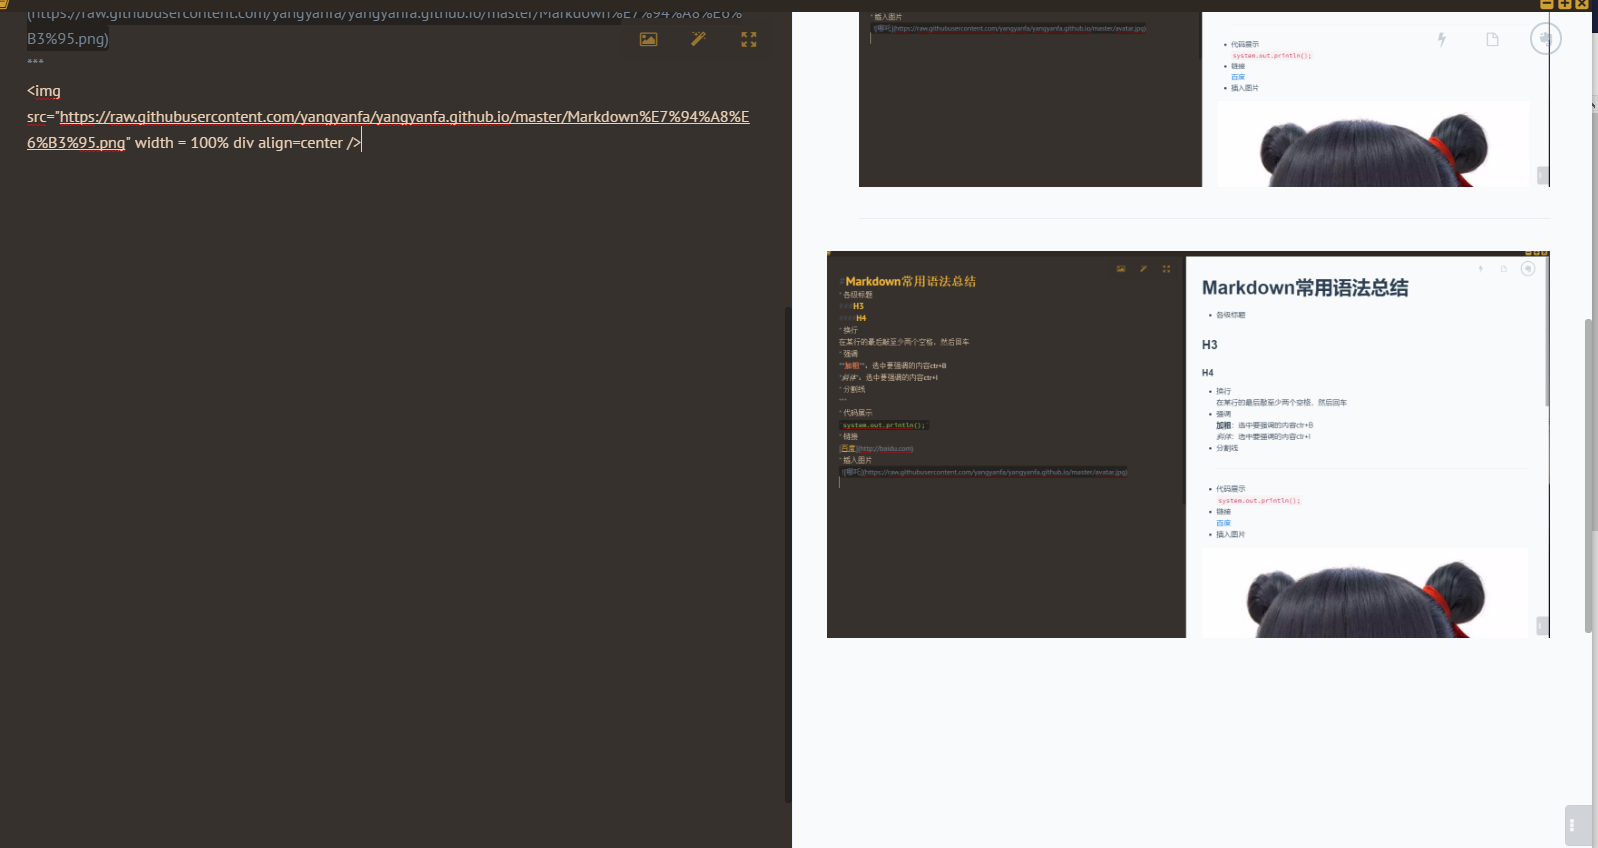 (https://raw.githubusercontent.com/yangyanfa/yangyanfa.github.io/master/Markdown%E7%94%A8%E6%
B3%95.png)
***
<img
src="https://raw.githubusercontent.com/yangyanfa/yangyanfa.github.io/master/Markdown%E7%94%A8%E
6%B3%95.png" width = 100% div align=center />
* 插入图片
![哪吒](https://raw.githubusercontent.com/yangyanfa/yangyanfa.github.io/master/avatar.jpg)
代码展示
system.out.println();
链接
百度
插入图片
#Markdown常用语法总结
* 各级标题
###H3
####H4
* 换行
在某行的最后敲至少两个空格，然后回车
* 强调
**加粗**：选中要强调的内容ctr+B
*斜体*：选中要强调的内容ctr+I
* 分割线
***
* 代码展示
`system.out.println();`
* 链接
[百度](http://baidu.com)
* 插入图片
![哪吒](https://raw.githubusercontent.com/yangyanfa/yangyanfa.github.io/master/avatar.jpg)
Markdown常用语法总结
各级标题
H3
H4
换行
在某行的最后敲至少两个空格，然后回车
强调
加粗：选中要强调的内容ctr+B
斜体：选中要强调的内容ctr+I
分割线
代码展示
system.out.println();
链接
百度
插入图片